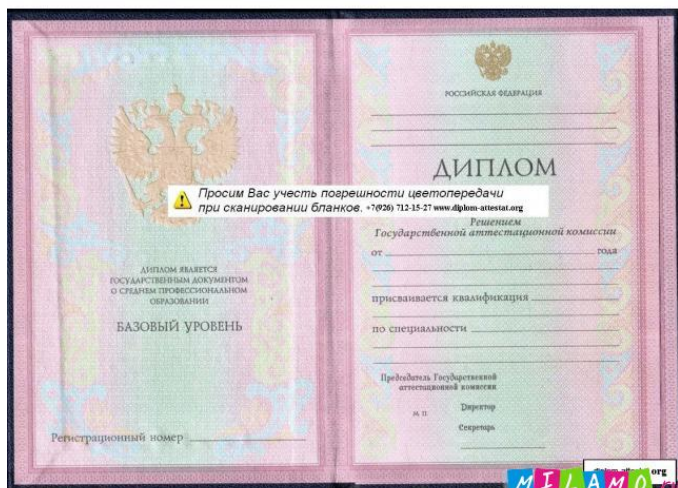 РОССИЙСКАЯ ФЕДЕРАЦИЯ
ДИПЛОМ
Просим Вас учесть погрешности цветопередачи
при сканировании бланков. +7(926) 712-15-27 www.diplom-attestat.org
Решением
Государственной аттестационной комиссии
от года
ДИПЛОМ ЯВЛЯЕТСЯ
ГОСУДАРСТВЕННЫМ ДОКУМЕНТОМ
О СРЕДНЕМ ПРОФЕССИОНАЛЬНОМ
ОБРАЗОВАНИИ
БАЗОВЫЙ УРОВЕНЬ
Регистрационный номер
присваивается квалификация
по специальности
Председатель Государственной
аттестационной комиссии
Директор
М. П.
Секретарь
org
MILAMO